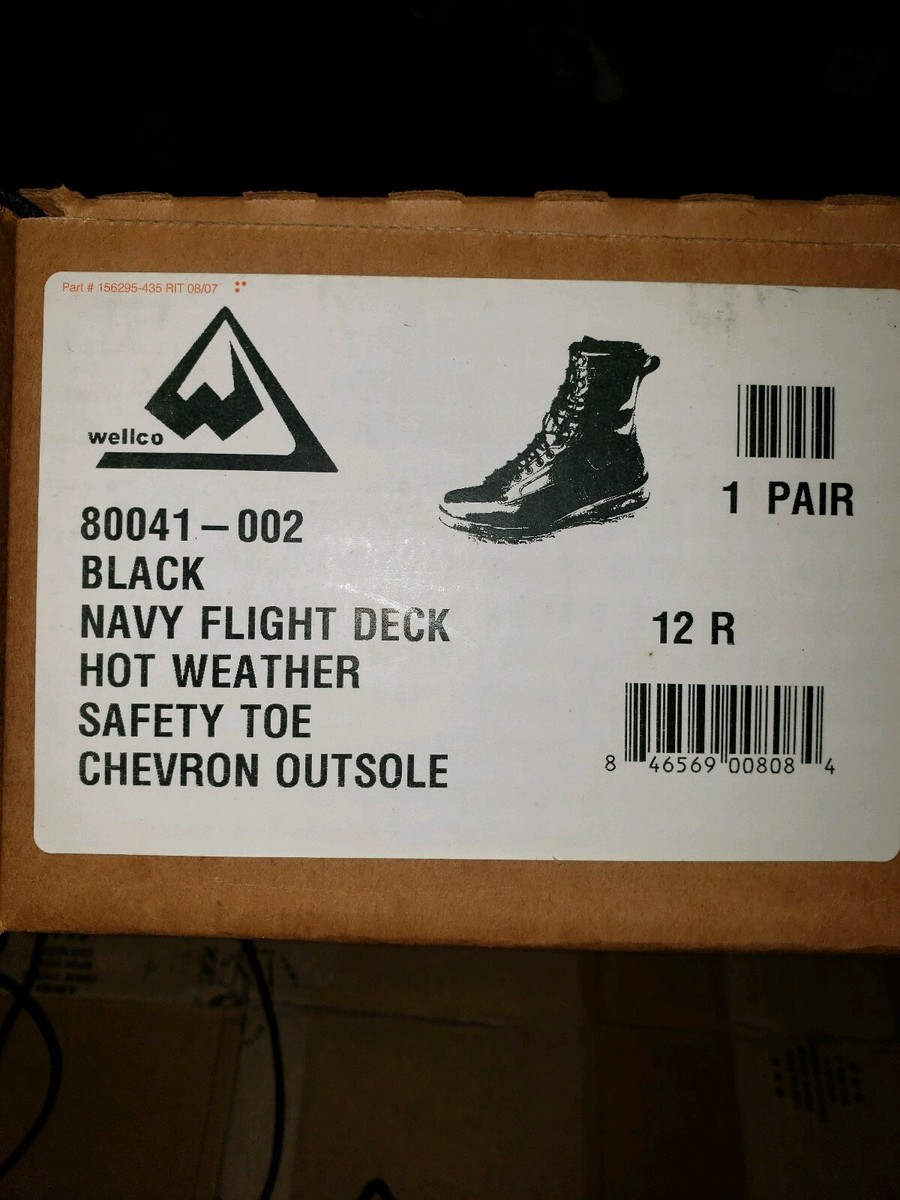 Part # 156295-435 RIT 08/07
wellco
80041-002
BLACK
NAVY FLIGHT DECK
HOT WEATHER
SAFETY TOE
CHEVRON OUTSOLE
1 PAIR
12 R
8 46569 00808 4